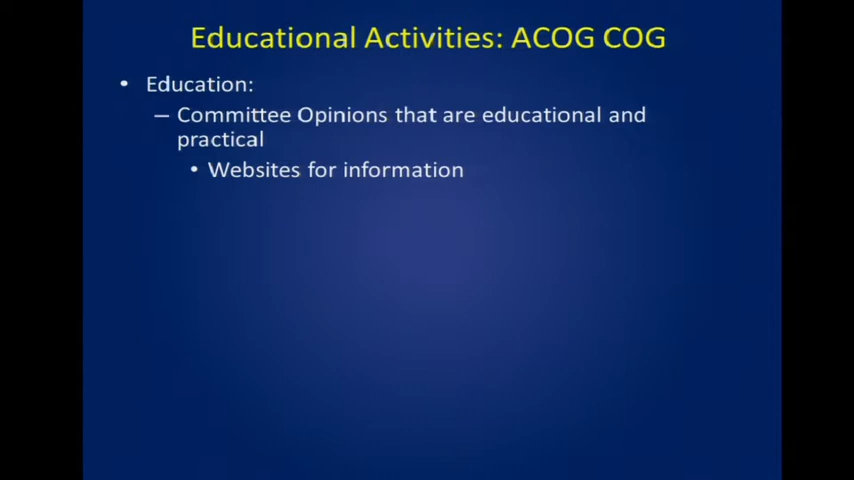 Educational Activities: ACOG COG
• Education:
– Committee Opinions that are educational and
practical
• Websites for information